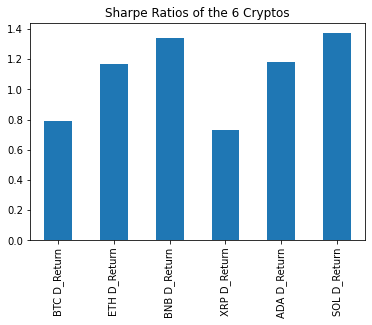 Sharpe Ratios of the 6 Cryptos
1.4
1.2
1.0
0.8
0.6
0.4
0.2
0.0
BTC D_Return
ETH D_Return
BNB D_Return
XRP D_Return
ADA D_Return
SOL D_Return